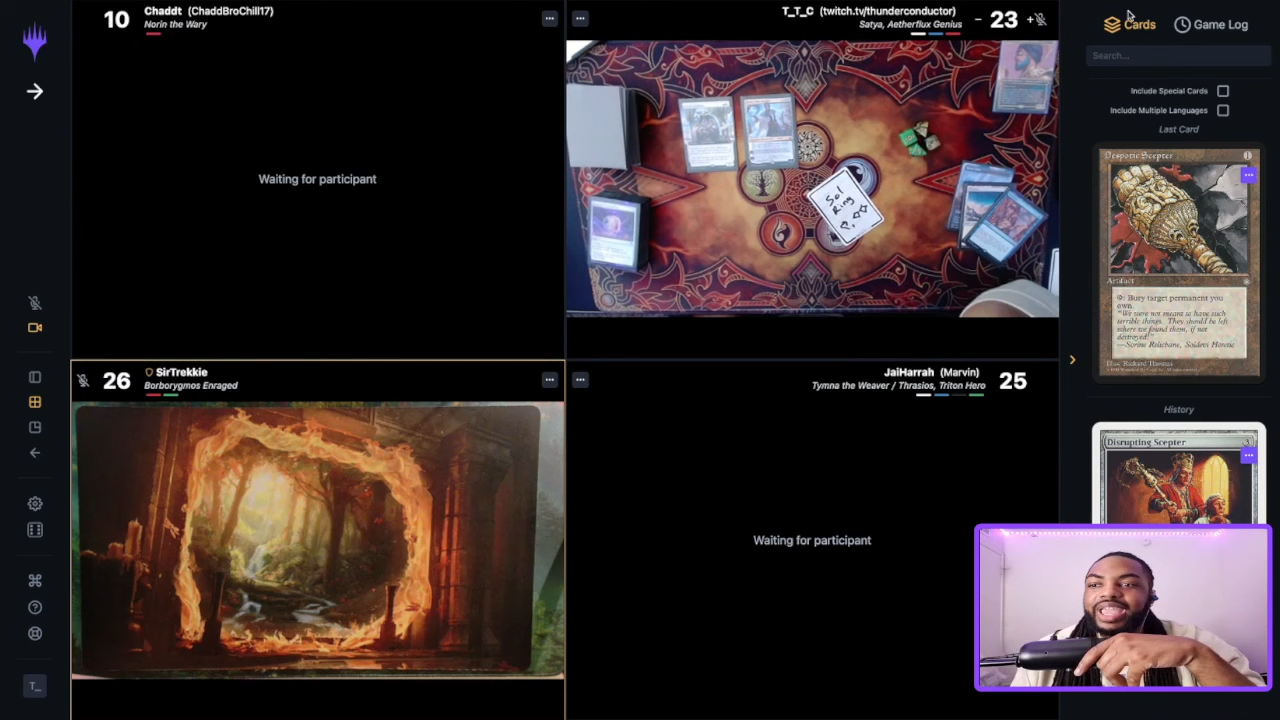 10
Chaddt (ChaddBroChill17)
Norin the Wary
Waiting for participant
T_T_C (twitch.tv/thunderconductor)
Satya, Aetherflux Genius
− 23 +
Sol
Ring
26
SirTrekkie
Borborygmos Enraged
JaiHarrah (Marvin)
Tymna the Weaver / Thrasios, Triton Hero
25
Waiting for participant
Cards
Game Log
Search...
Include Special Cards
Include Multiple Languages
Last Card
Despotic Scepter
1
Artifact
: Bury target permanent you
own.
"We were not meant to have such
terrible things. They should be left
where we found them, if not
destroyed!"
—Sorine Relicbane, Soldevi Heretic
History
Disrupting Scepter
3
T_